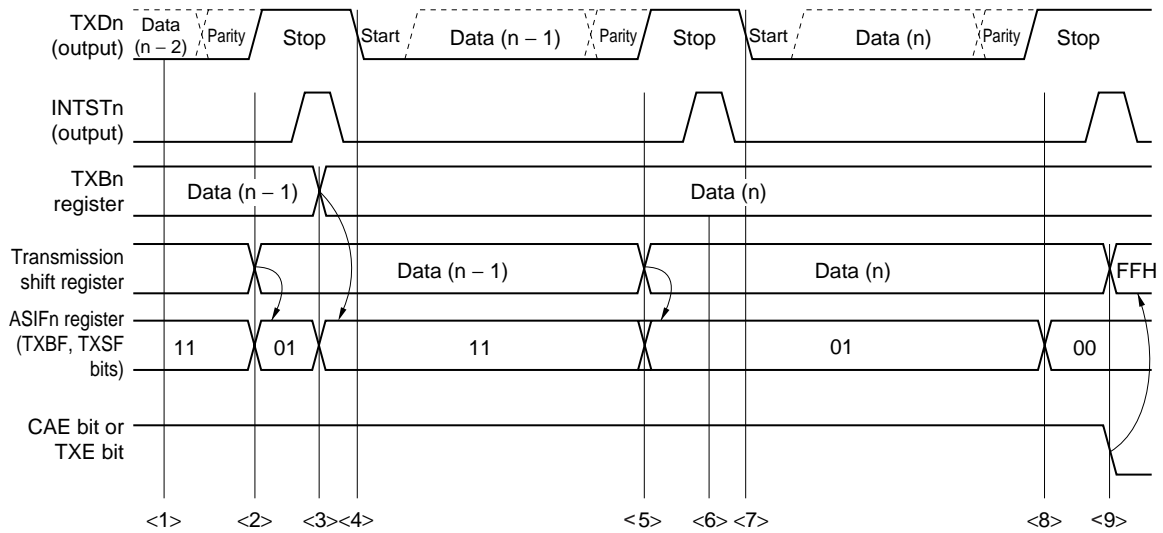 TXDn
(output)
Data
(n − 2)
Parity
Stop
Start
Data (n − 1)
Parity
Stop
Start
Data (n)
Parity
Stop
INTSTn
(output)
TXBn
register
Data (n − 1)
Data (n)
Transmission
shift register
Data (n − 1)
Data (n)
FFH
ASIFn register
(TXBF, TXSF
bits)
11
01
11
01
00
CAE bit or
TXE bit
<1>
<2>
<3>
<4>
<5>
<6>
<7>
<8>
<9>